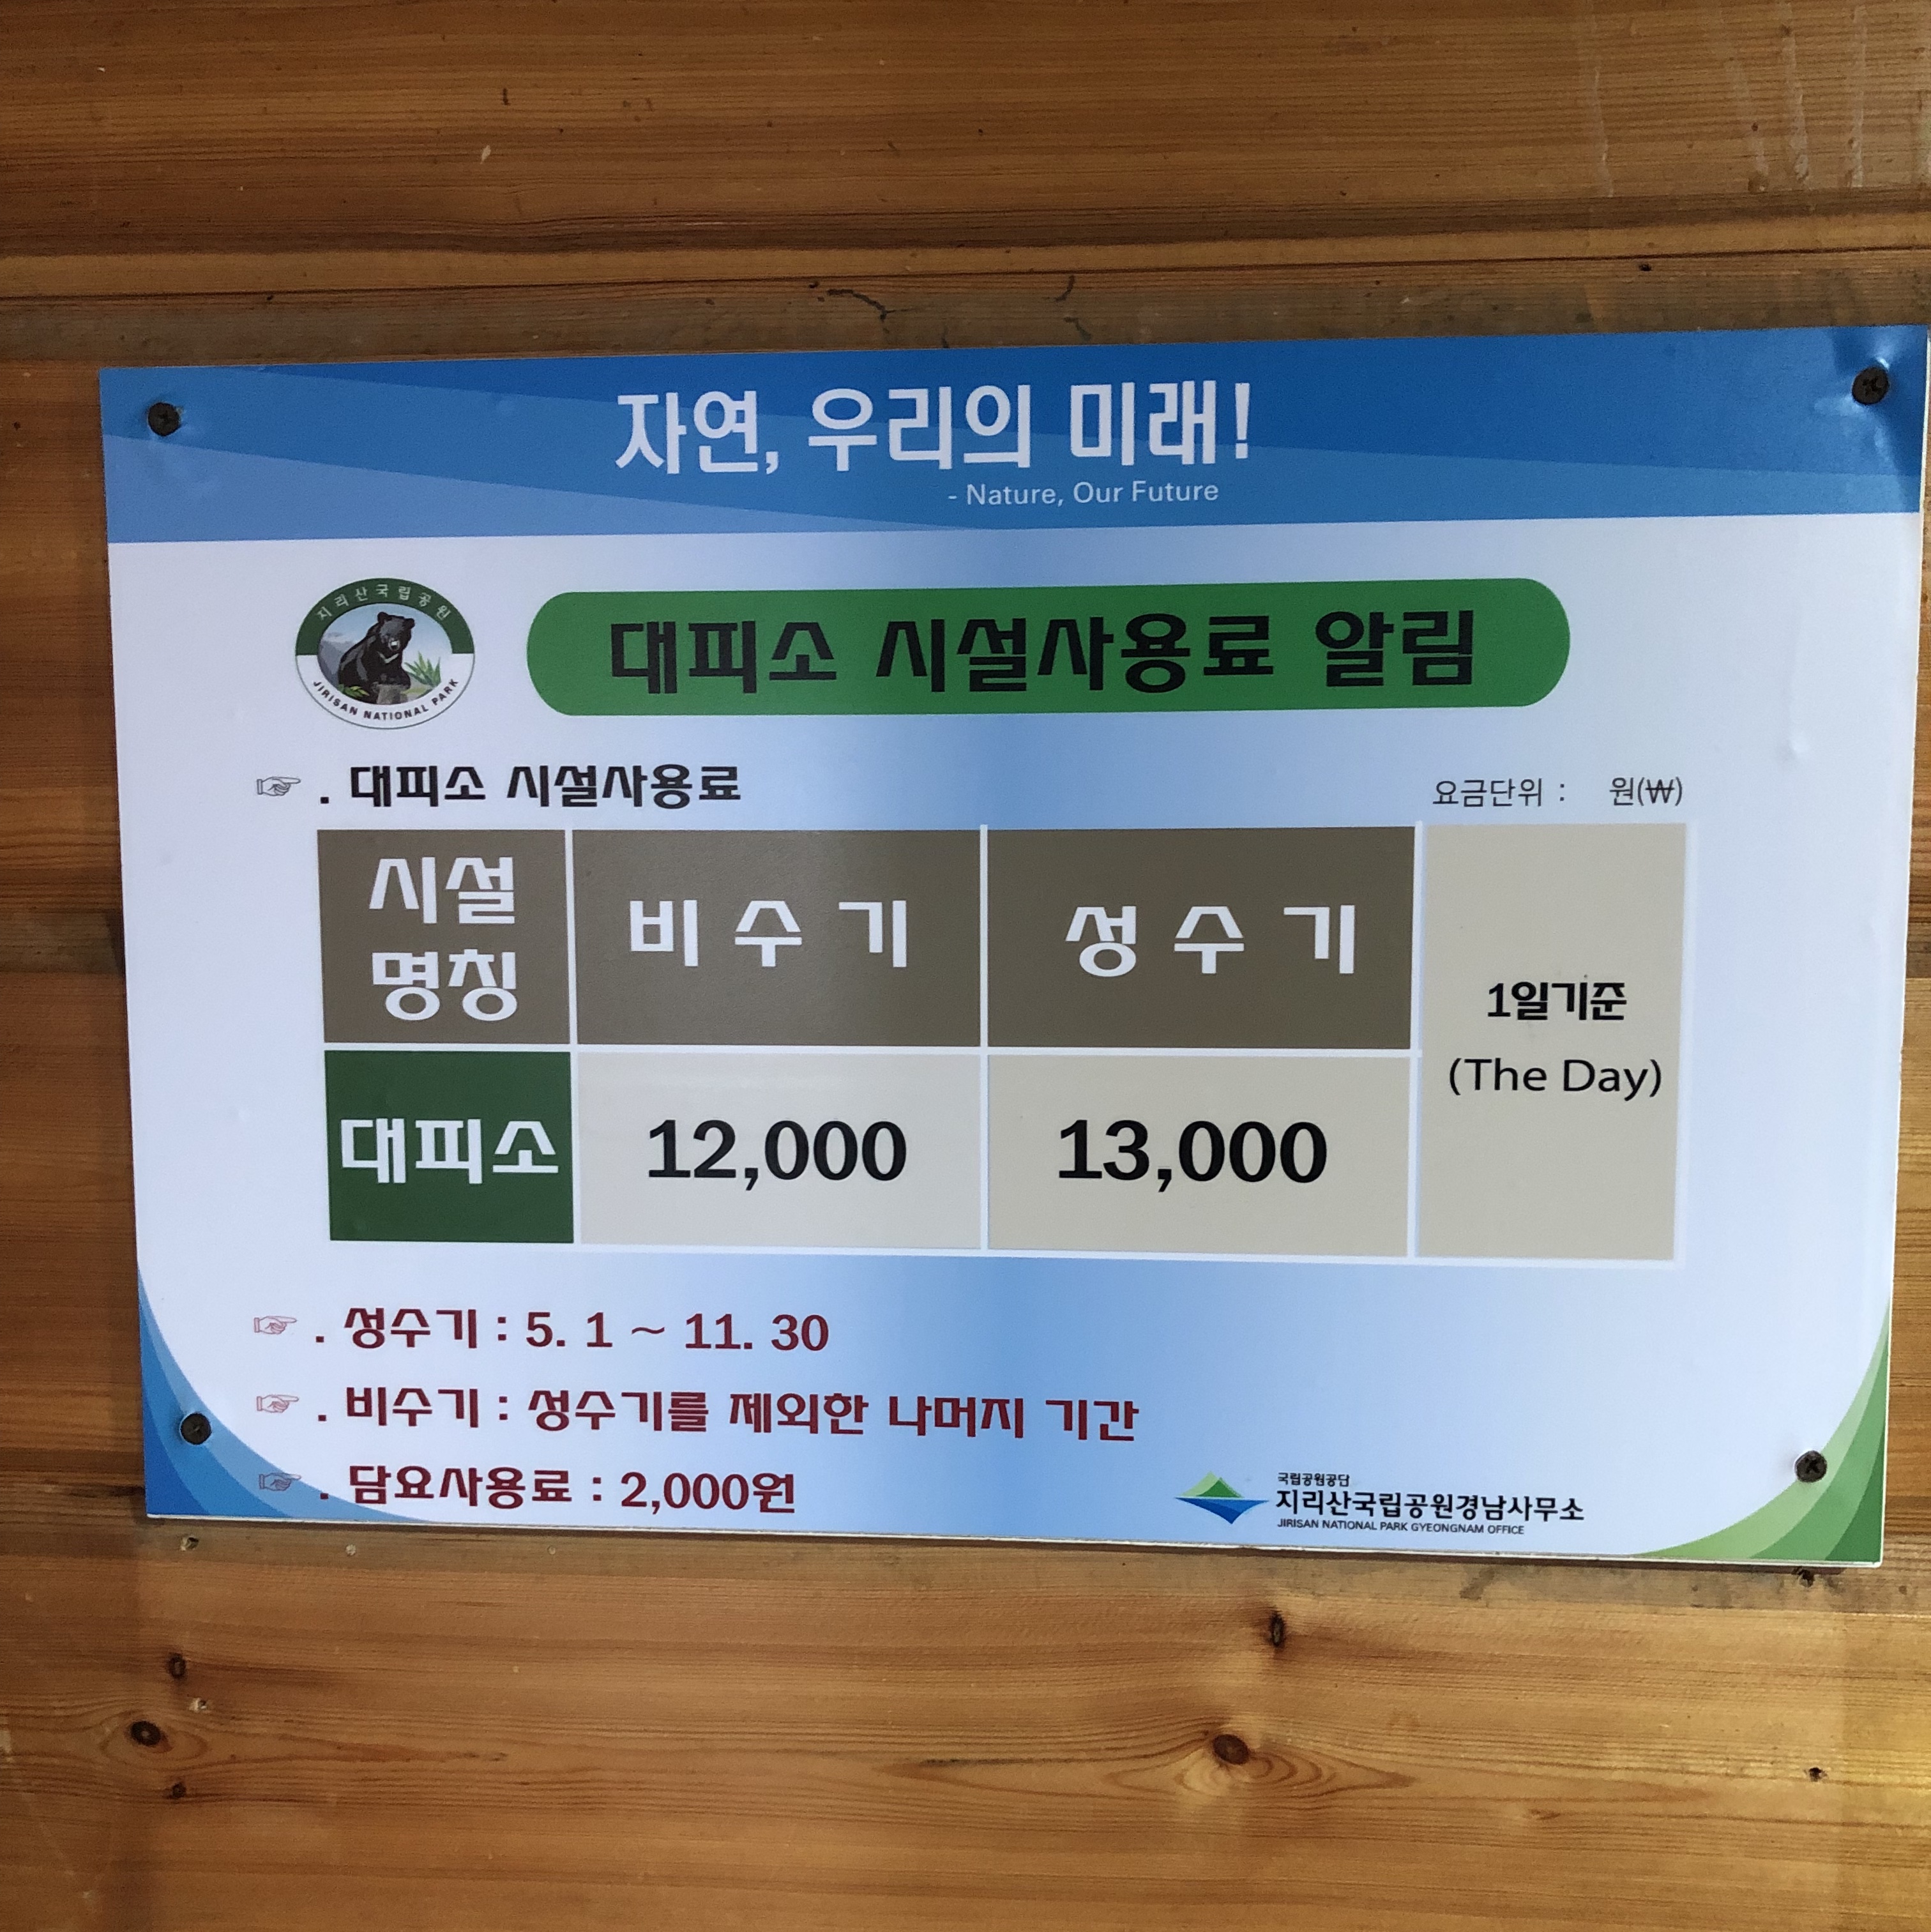 자연, 우리의 미래!
- Nature, Our Future
지리산국립공원
JIRISAN NATIONAL PARK
대피소 시설사용료 알림
☞ . 대피소 시설사용료
요금단위 : 원(₩)
시설
명칭
비 수 기
성 수 기
1일기준
(The Day)
대피소
12,000
13,000
☞ . 성수기 : 5. 1 ~ 11. 30
☞ . 비수기 : 성수기를 제외한 나머지 기간
☞ . 담요사용료 : 2,000원
국립공원공단
지리산국립공원경남사무소
JIRISAN NATIONAL PARK GYEONGNAM OFFICE